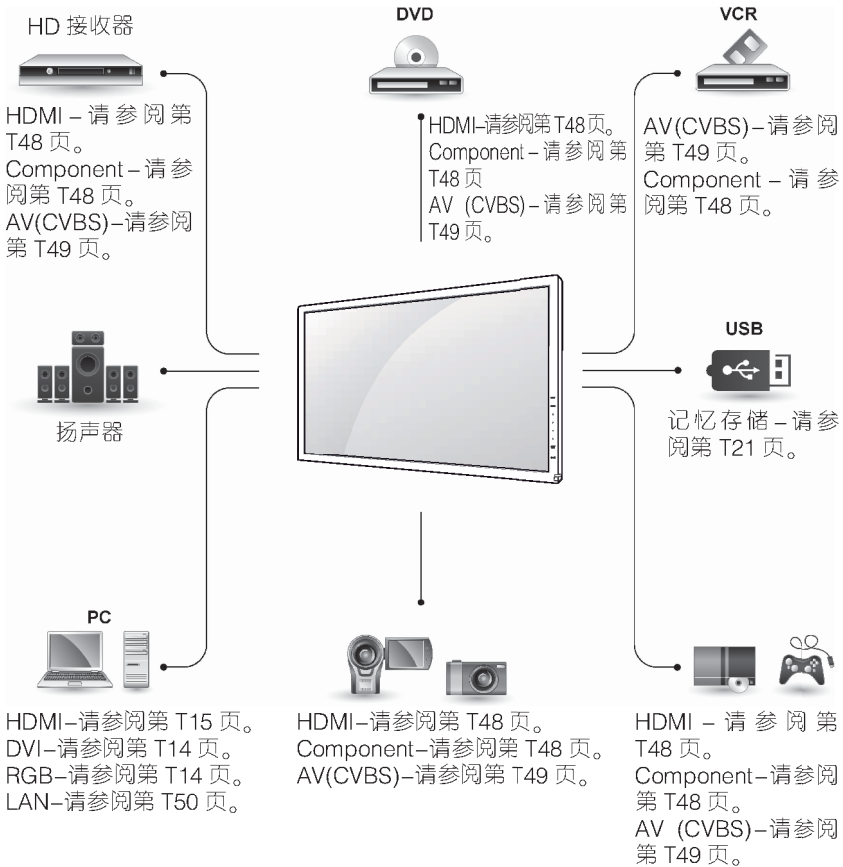 HD 接收器
HDMI – 请参阅第
T48 页。
Component – 请参
阅第 T48 页。
AV(CVBS)–请参阅
第 T49 页。
DVD
HDMI–请参阅第 T48页。
Component – 请参阅第
T48 页
AV (CVBS) – 请参阅第
T49 页。
VCR
AV(CVBS) – 请参阅
第 T49 页。
Component – 请参
阅第 T48 页。
扬声器
USB
记忆存储 – 请参
阅第 T21 页。
PC
HDMI–请参阅第 T15 页。
DVI–请参阅第 T14 页。
RGB–请参阅第 T14 页。
LAN–请参阅第 T50 页。
HDMI–请参阅第 T48 页。
Component–请参阅第 T48 页。
AV(CVBS)–请参阅第 T49 页。
HDMI – 请参阅第
T48 页。
Component–请参阅
第 T48 页。
AV (CVBS)–请参阅
第 T49 页。